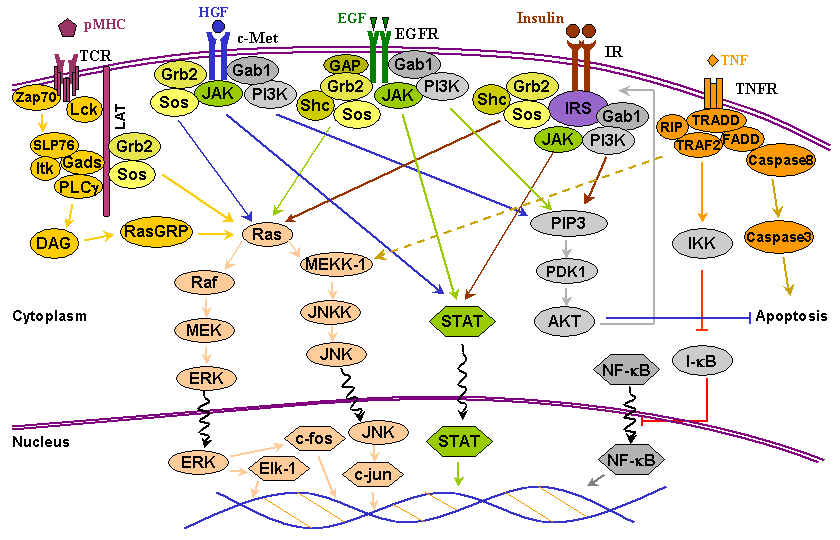 HGF
EGF
Insulin
pMHC
c-Met
EGFR
IR
TNF
TCR
TNFR
Zap70
Lck
LAT
SLP76
Itk
Gads
PLCγ
Grb2
Sos
DAG
RasGRP
Grb2
Sos
Gab1
JAK
PI3K
GAP
Grb2
Shc
Sos
Gab1
JAK
PI3K
Shc
Grb2
Sos
IRS
Gab1
JAK
PI3K
RIP
TRADD
TRAF2
FADD
Caspase8
Caspase3
Ras
PIP3
IKK
Raf
MEKK-1
PDK1
MEK
JNKK
STAT
AKT
Cytoplasm
Apoptosis
ERK
JNK
NF-κB
I-κB
Nucleus
ERK
c-fos
Elk-1
JNK
c-jun
STAT
NF-κB